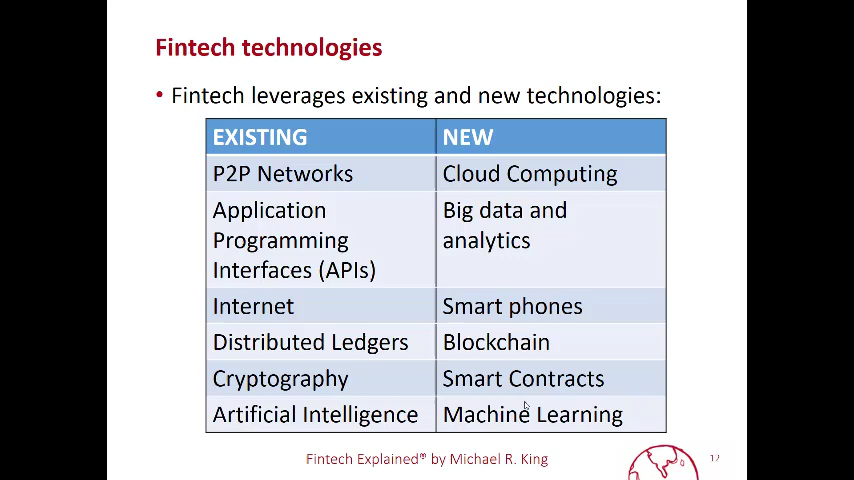 Fintech technologies
• Fintech leverages existing and new technologies:
EXISTING NEW
P2P Networks Cloud Computing
Application Big data and
Programming analytics
Interfaces (APIs)
Internet Smart phones
Distributed Ledgers Blockchain
Cryptography Smart Contracts
Artificial Intelligence Machine Learning
Fintech Explained® by Michael R. King
12